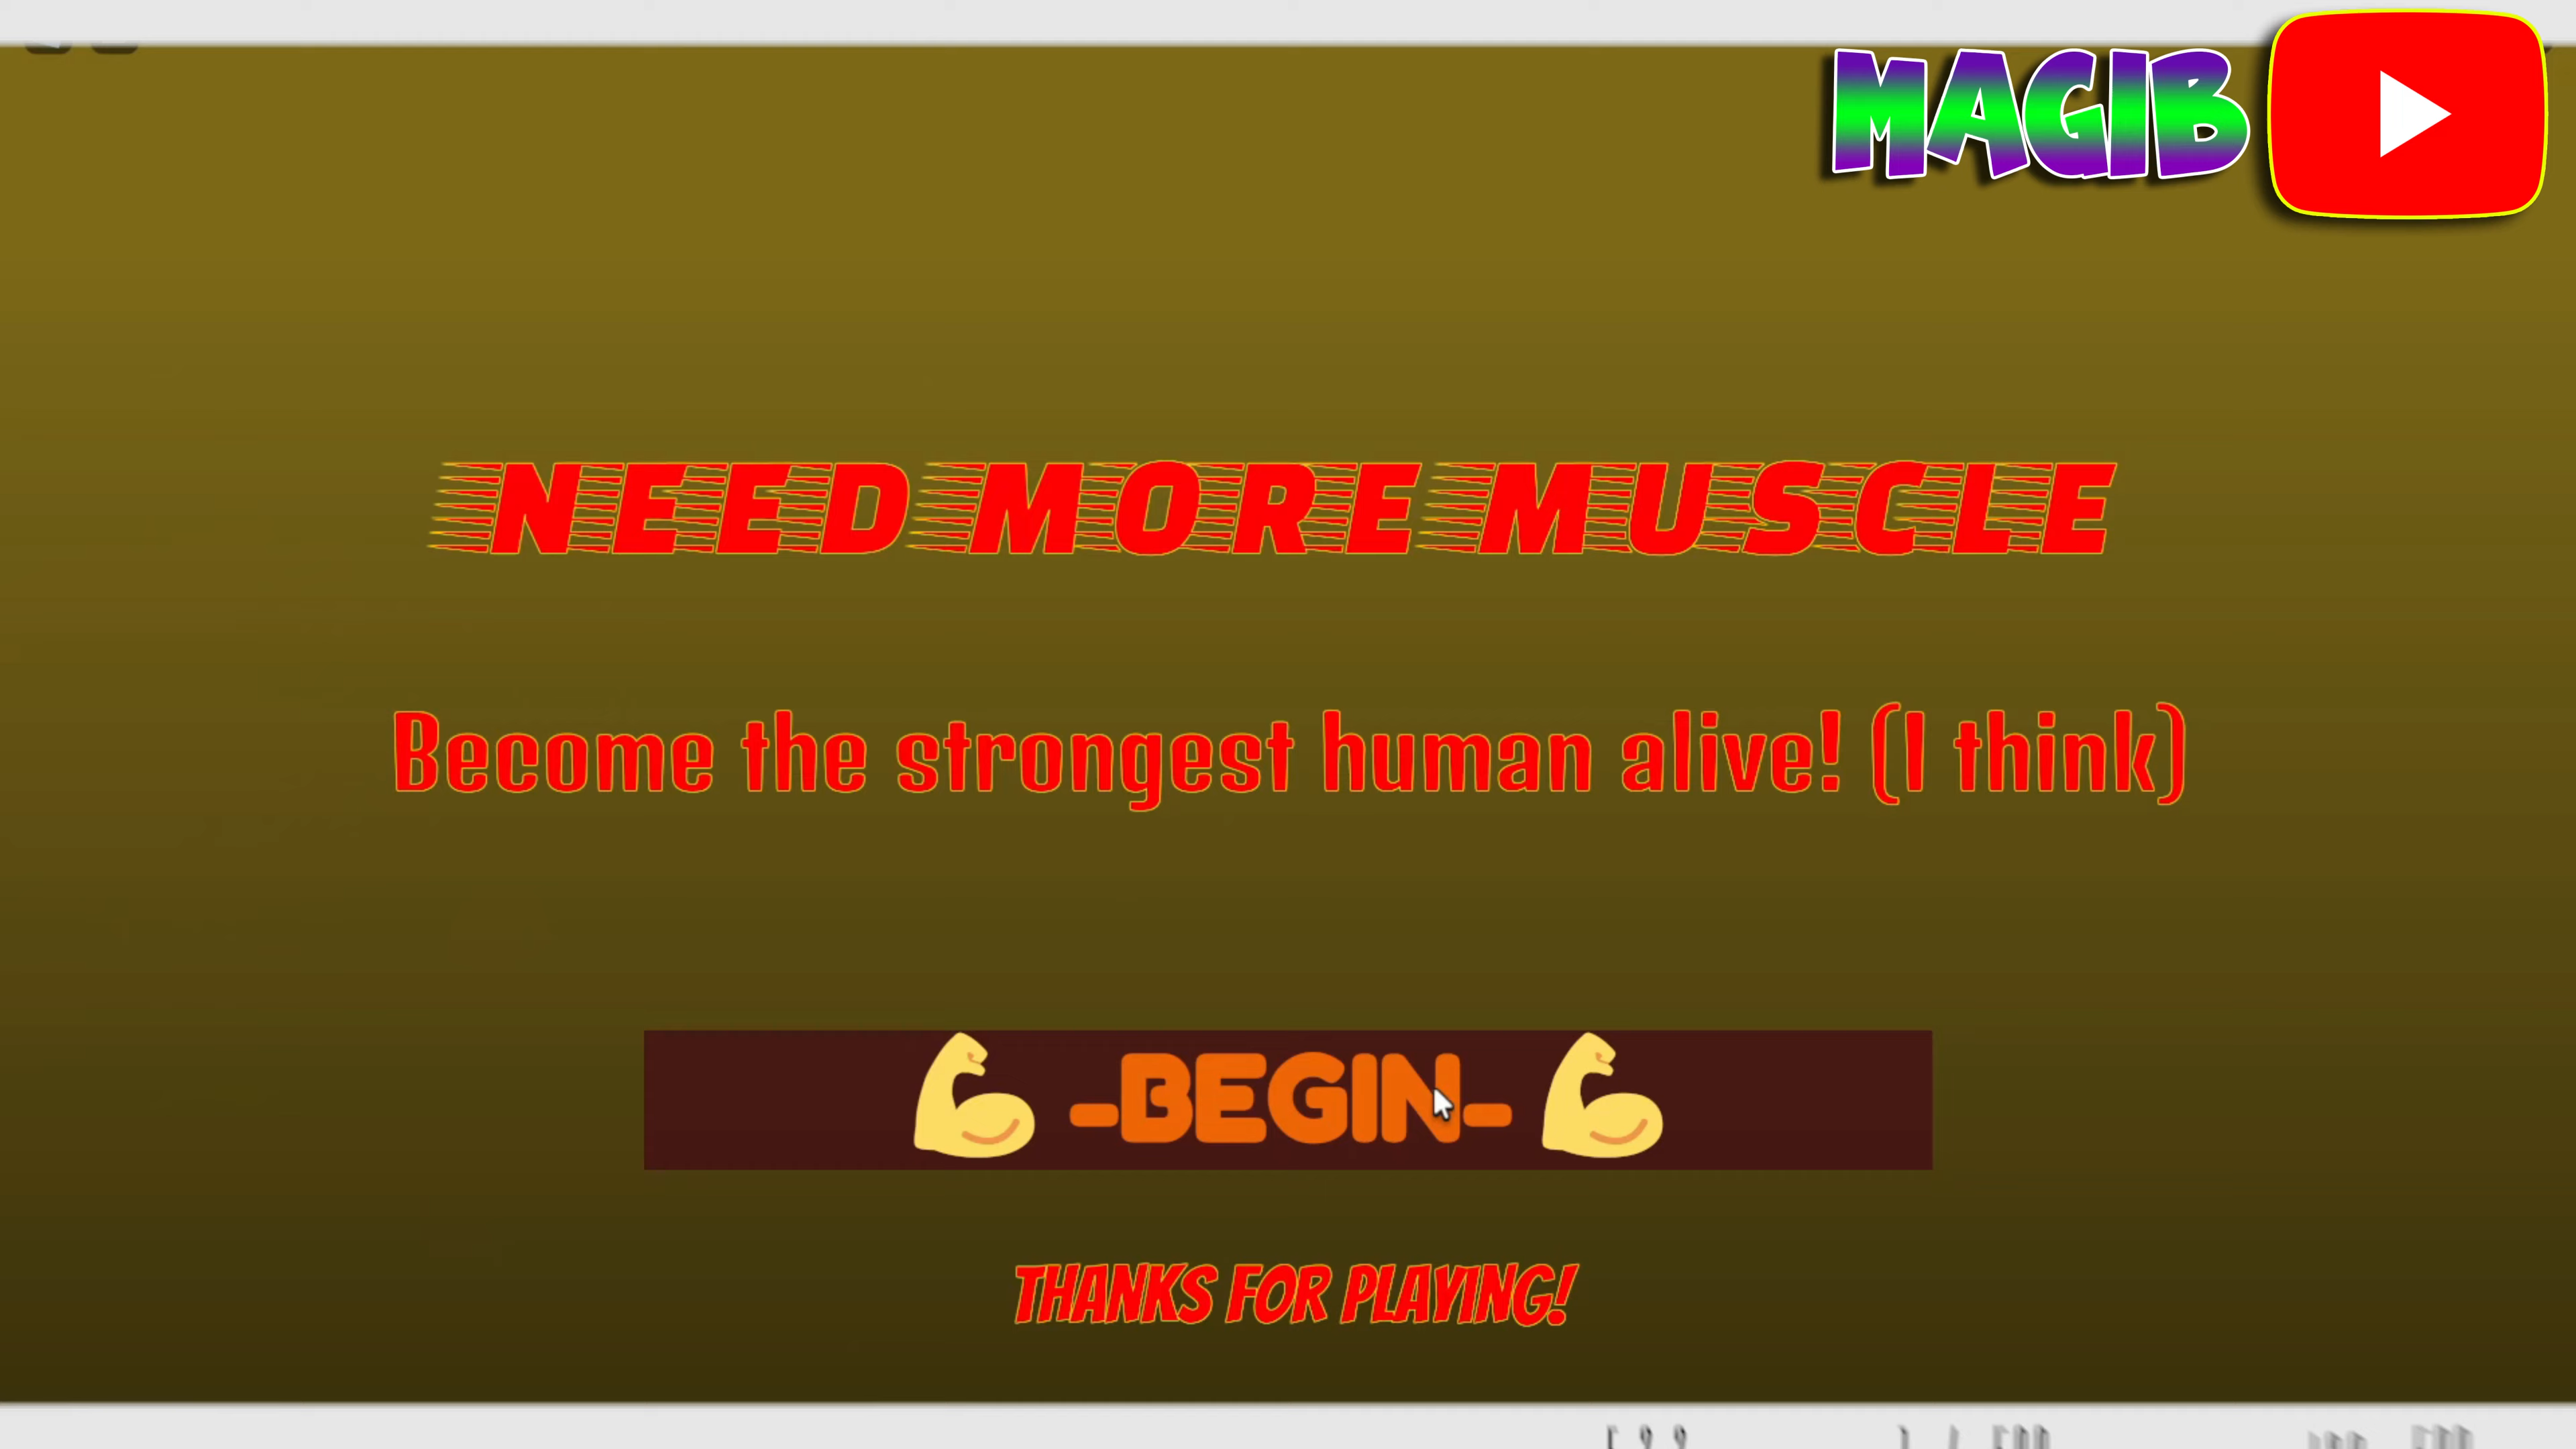 MAGIB
NEED MORE MUSCLE
Become the strongest human alive! (I think)
-BEGIN-
THANKS FOR PLAYING!